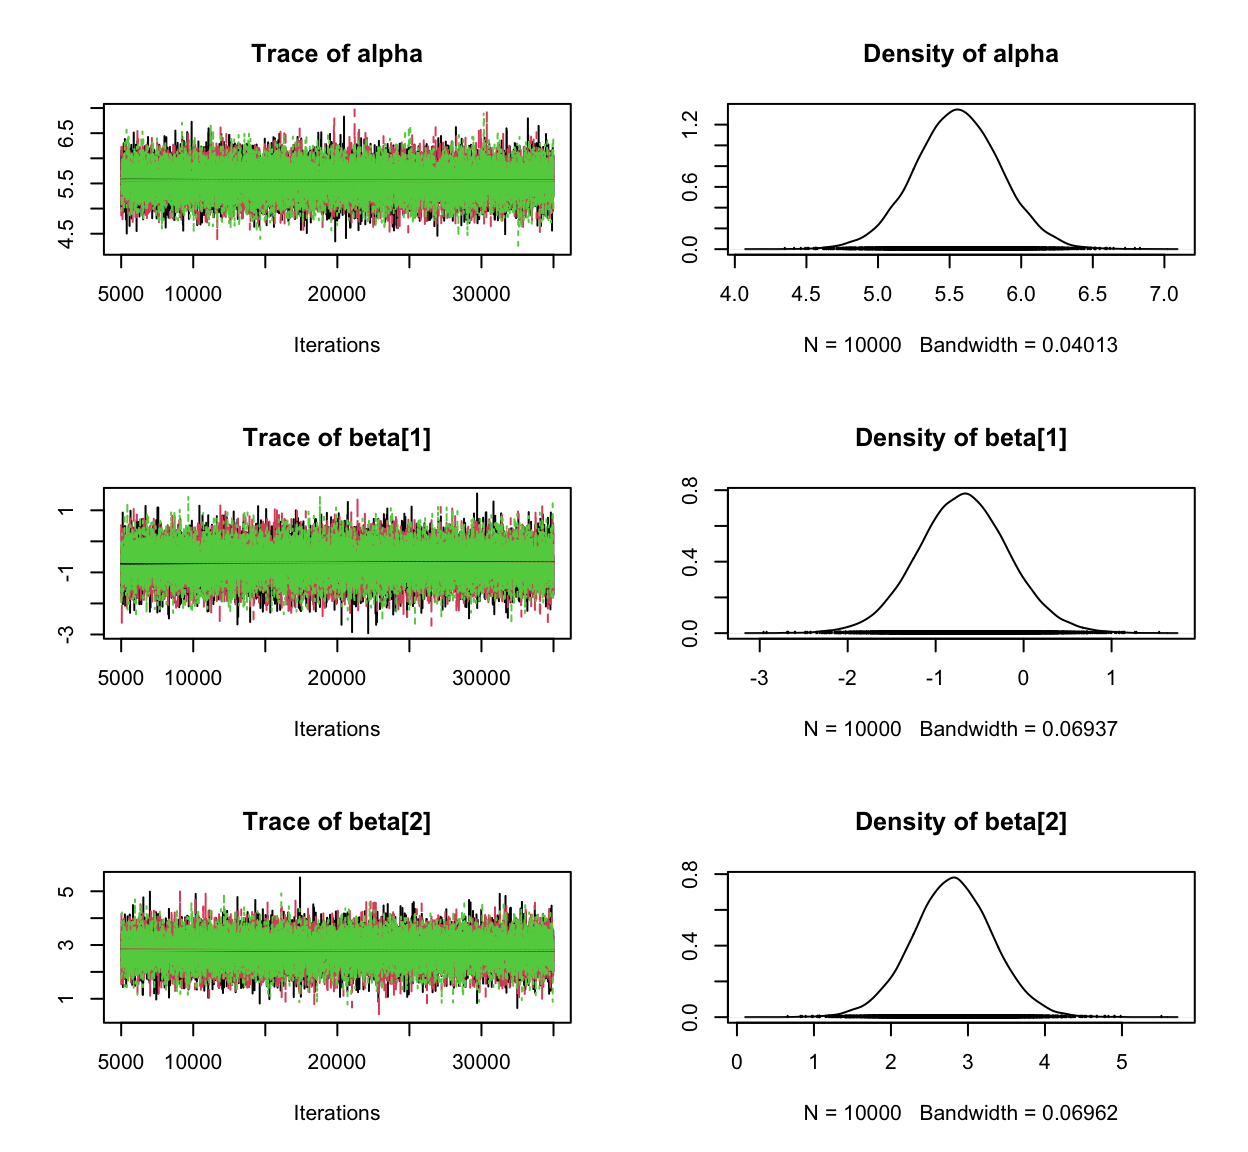 Trace of alpha
6.5
5.5
4.5
5000 10000 20000 30000
Iterations
Density of alpha
1.2
0.6
0.0
4.0 4.5 5.0 5.5 6.0 6.5 7.0
N = 10000 Bandwidth = 0.04013
Trace of beta[1]
1
-1
-3
5000 10000 20000 30000
Iterations
Density of beta[1]
0.8
0.4
0.0
-3 -2 -1 0 1
N = 10000 Bandwidth = 0.06937
Trace of beta[2]
5
3
1
5000 10000 20000 30000
Iterations
Density of beta[2]
0.8
0.4
0.0
0 1 2 3 4 5
N = 10000 Bandwidth = 0.06962